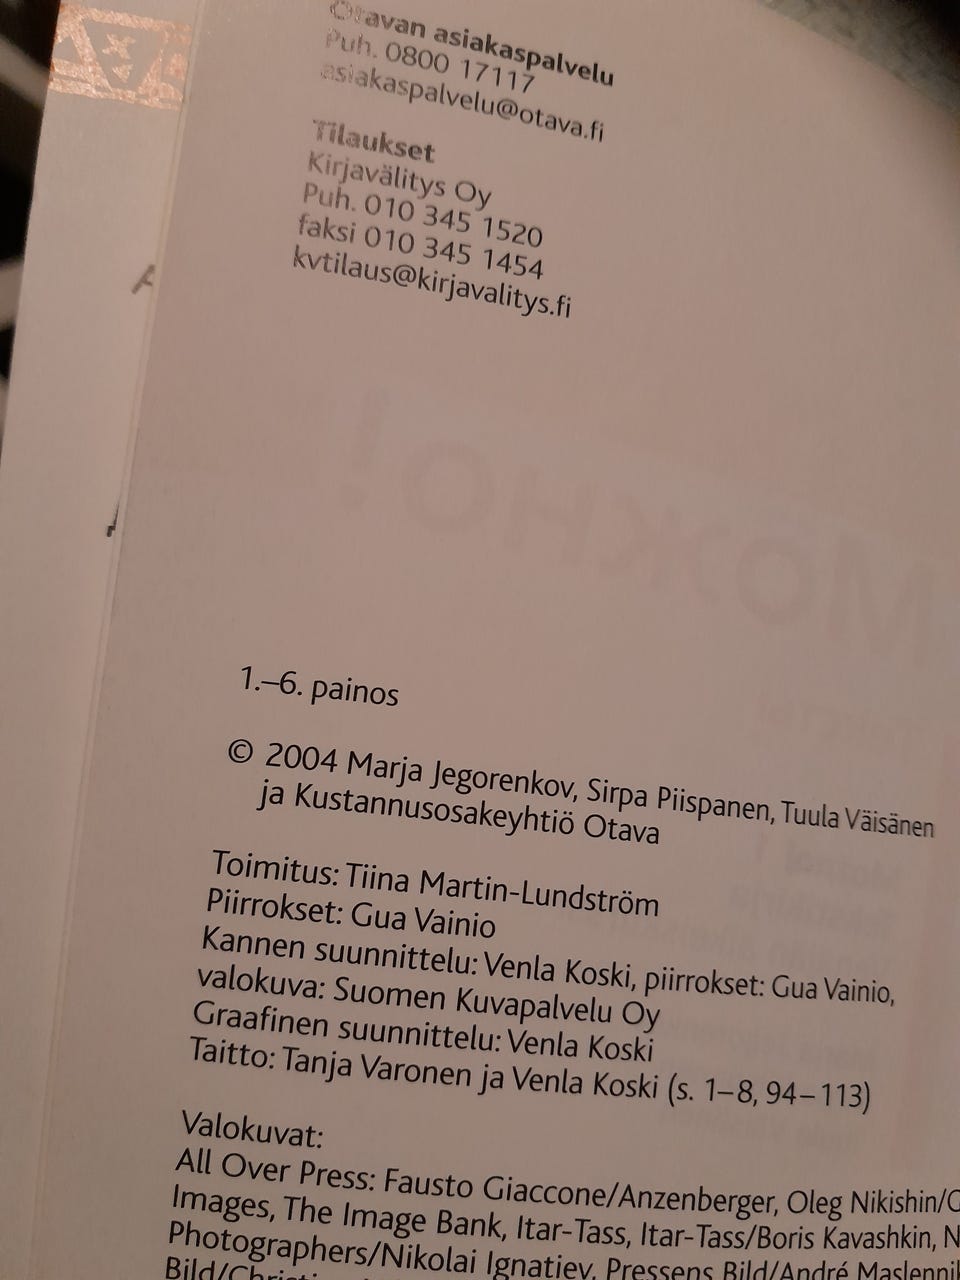 Otavan asiakaspalvelu
Puh. 0800 17117
asiakaspalvelu@otava.fi
Tilaukset
Kirjavälitys Oy
Puh. 010 345 1520
faksi 010 345 1454
kvtilaus@kirjavalitys.fi
Можно!
1.–6. painos
© 2004 Marja Jegorenkov, Sirpa Piispanen, Tuula Väisänen
ja Kustannusosakeyhtiö Otava
Toimitus: Tiina Martin-Lundström
Piirrokset: Gua Vainio
Kannen suunnittelu: Venla Koski, piirrokset: Gua Vainio,
valokuva: Suomen Kuvapalvelu Oy
Graafinen suunnittelu: Venla Koski
Taitto: Tanja Varonen ja Venla Koski (s. 1–8, 94–113)
Valokuvat:
All Over Press: Fausto Giaccone/Anzenberger, Oleg Nikishin/
Images, The Image Bank, Itar-Tass, Itar-Tass/Boris Kavashkin,
Photographers/Nikolai Ignatiev, Pressens Bild/André